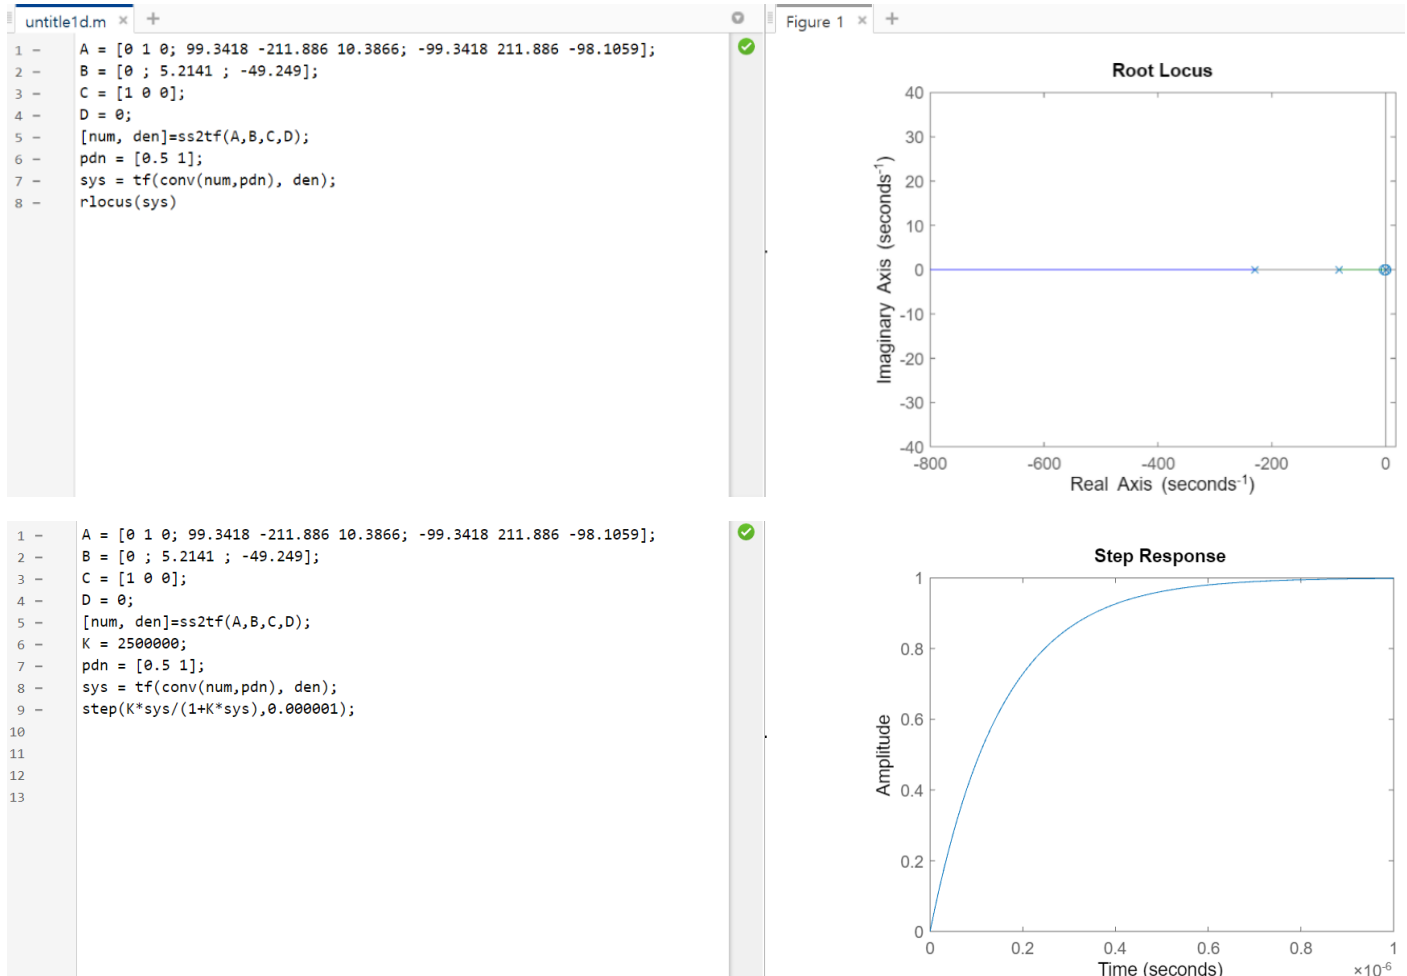 untitle1d.m × +
1 – A = [0 1 0; 99.3418 -211.886 10.3866; -99.3418 211.886 -98.1059];
2 – B = [0 ; 5.2141 ; -49.249];
3 – C = [1 0 0];
4 – D = 0;
5 – [num, den]=ss2tf(A,B,C,D);
6 – pdn = [0.5 1];
7 – sys = tf(conv(num,pdn), den);
8 – rlocus(sys)
Figure 1 × +
Root Locus
40
30
20
10
0
-10
-20
-30
-40
Imaginary Axis (seconds⁻¹)
-800 -600 -400 -200 0
Real Axis (seconds⁻¹)
1 – A = [0 1 0; 99.3418 -211.886 10.3866; -99.3418 211.886 -98.1059];
2 – B = [0 ; 5.2141 ; -49.249];
3 – C = [1 0 0];
4 – D = 0;
5 – [num, den]=ss2tf(A,B,C,D);
6 – K = 2500000;
7 – pdn = [0.5 1];
8 – sys = tf(conv(num,pdn), den);
9 – step(K*sys/(1+K*sys),0.000001);
10
11
12
13
Step Response
1
0.8
0.6
0.4
0.2
0
Amplitude
0 0.2 0.4 0.6 0.8 1
Time (seconds) ×10⁻⁶